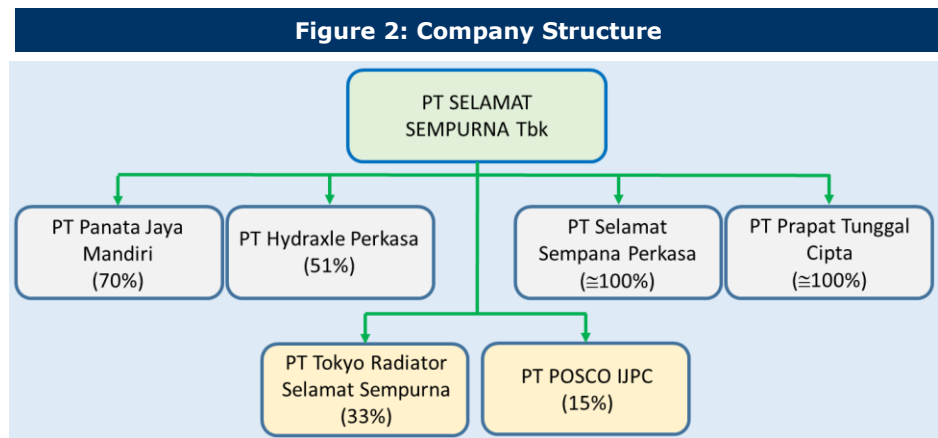 Figure 2: Company Structure
PT SELAMAT
SEMPURNA Tbk
PT Panata Jaya
Mandiri
(70%)
PT Hydraxle Perkasa
(51%)
PT Selamat
Sempana Perkasa
(≅100%)
PT Prapat Tunggal
Cipta
(≅100%)
PT Tokyo Radiator
Selamat Sempurna
(33%)
PT POSCO IJPC
(15%)